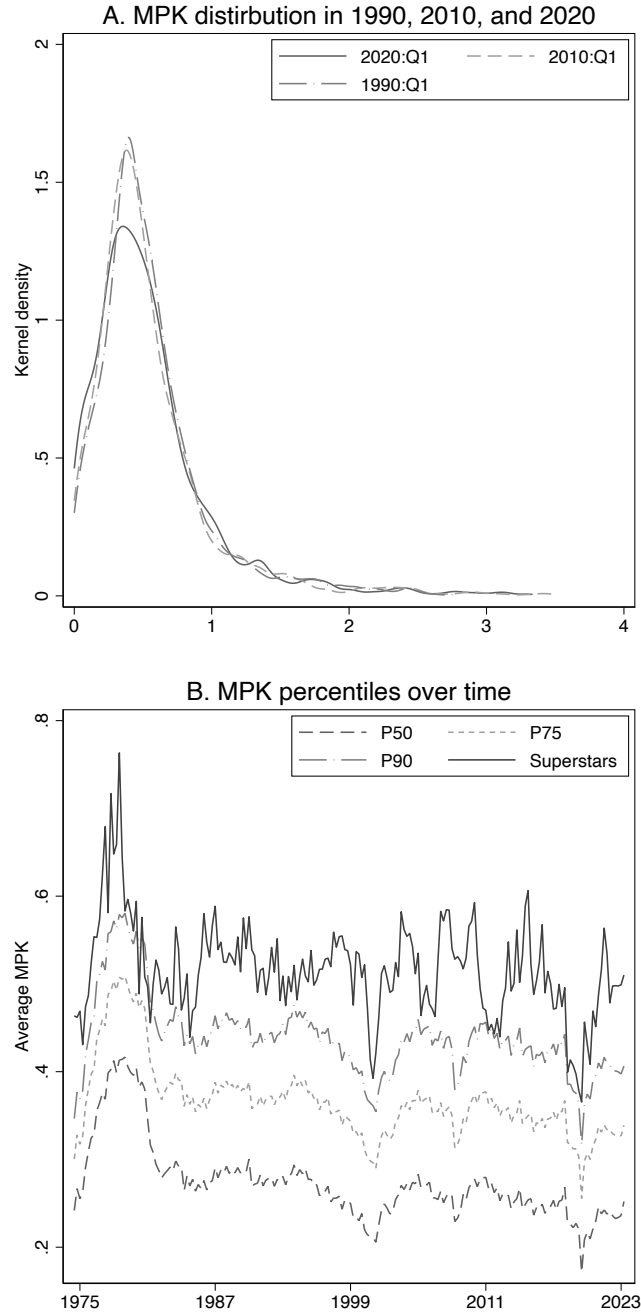 A. MPK distirbution in 1990, 2010, and 2020
2
1.5
1
.5
0
Kernel density
2020:Q1 2010:Q1
1990:Q1
0 1 2 3 4
B. MPK percentiles over time
.8
.6
.4
.2
Average MPK
P50 P75
P90 Superstars
1975 1987 1999 2011 2023